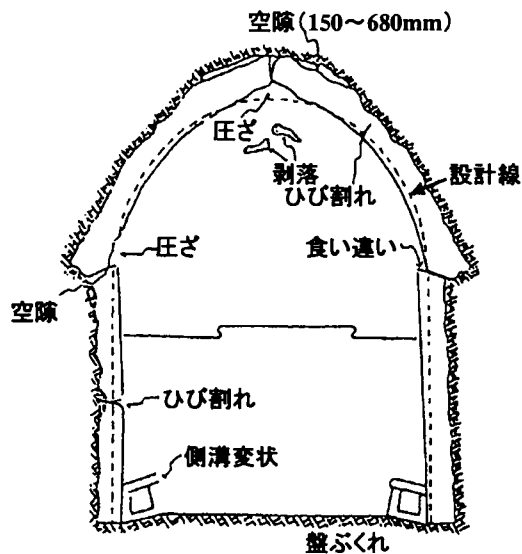 空隙(150～680mm)
圧ざ
剥落
ひび割れ
設計線
圧ざ
食い違い
空隙
ひび割れ
側溝変状
盤ぶくれ